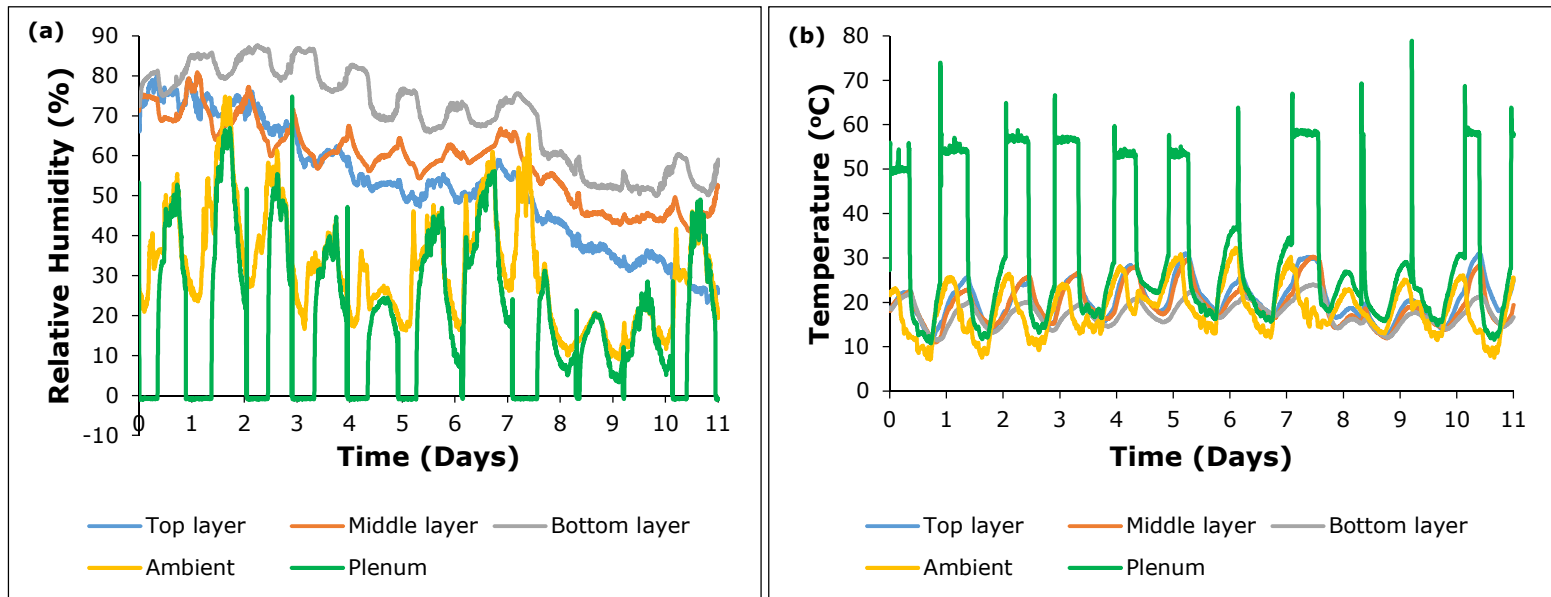 (a)
Relative Humidity (%)
90
80
70
60
50
40
30
20
10
0
-10
0 1 2 3 4 5 6 7 8 9 10 11
Time (Days)
Top layer Middle layer Bottom layer
Ambient Plenum
(b)
Temperature (ºC)
80
70
60
50
40
30
20
10
0
0 1 2 3 4 5 6 7 8 9 10 11
Time (Days)
Top layer Middle layer Bottom layer
Ambient Plenum